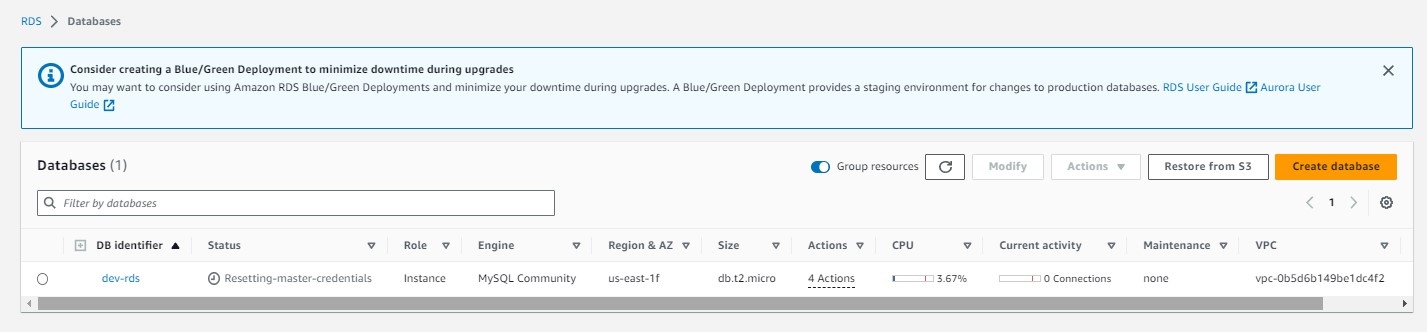 RDS > Databases
Consider creating a Blue/Green Deployment to minimize downtime during upgrades
You may want to consider using Amazon RDS Blue/Green Deployments and minimize your downtime during upgrades. A Blue/Green Deployment provides a staging environment for changes to production databases. RDS User Guide Aurora User
Guide
Databases (1) Group resources Modify Actions Restore from S3 Create database
Filter by databases 1
DB identifier Status Role Engine Region & AZ Size Actions CPU Current activity Maintenance VPC
dev-rds Resetting-master-credentials Instance MySQL Community us-east-1f db.t2.micro 4 Actions 3.67% 0 Connections none vpc-0b5d6b149be1dc4f2